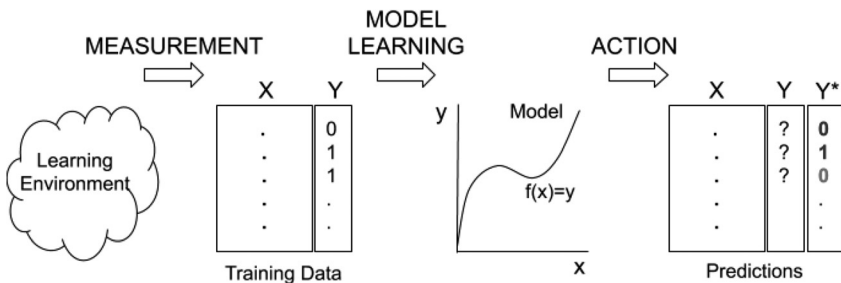 MEASUREMENT
MODEL
LEARNING
ACTION
X Y
0
1
1
Learning
Environment
Training Data
y
Model
f(x)=y
x
X Y Y*
? 0
? 1
? 0
Predictions